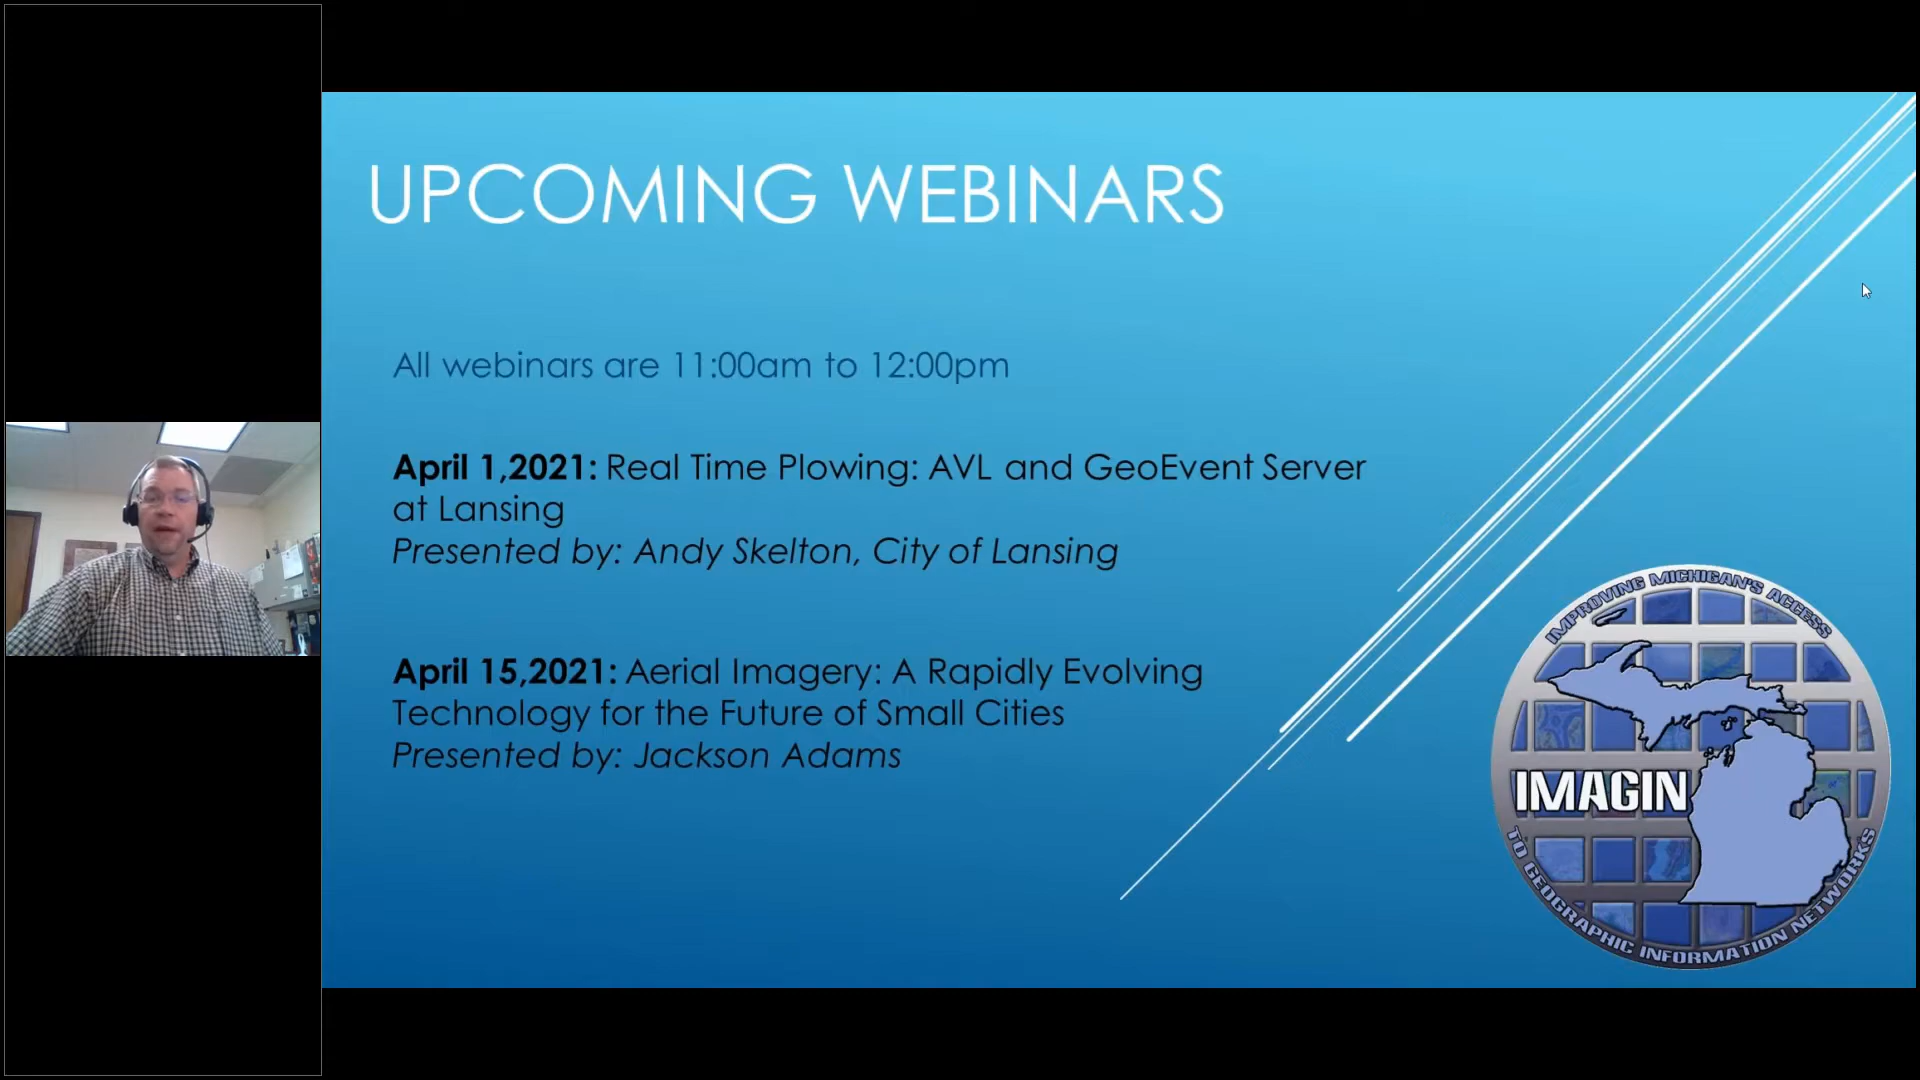 UPCOMING WEBINARS
All webinars are 11:00am to 12:00pm
April 1,2021: Real Time Plowing: AVL and GeoEvent Server
at Lansing
Presented by: Andy Skelton, City of Lansing
April 15,2021: Aerial Imagery: A Rapidly Evolving
Technology for the Future of Small Cities
Presented by: Jackson Adams
IMPROVING MICHIGAN'S ACCESS
IMAGIN
TO GEOGRAPHIC INFORMATION NETWORKS